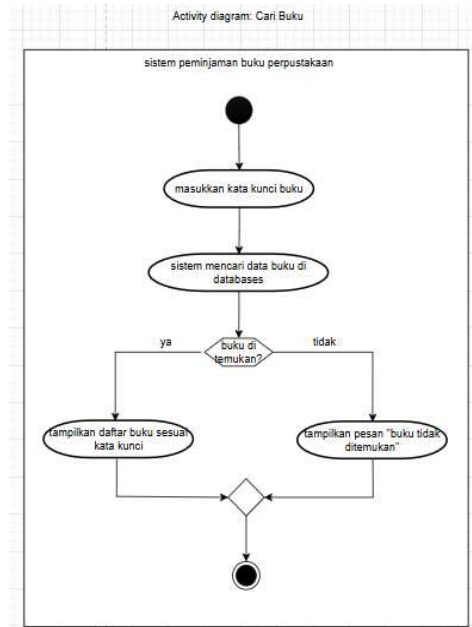 Activity diagram: Cari Buku
sistem peminjaman buku perpustakaan
masukkan kata kunci buku
sistem mencari data buku di
databases
ya
buku di
temukan?
tidak
tampilkan daftar buku sesuai
kata kunci
tampilkan pesan "buku tidak
ditemukan"